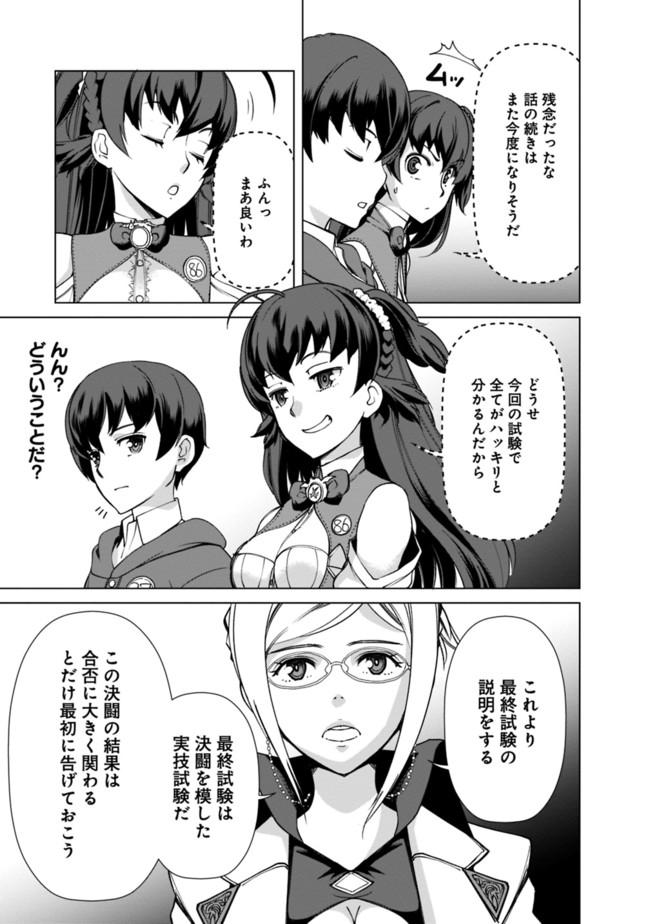 残念だったな
話の続きは
また今度になりそうだ
ムッ
ふんっ
まあ良いわ
86
どうせ
今回の試験で
全てがハッキリと
分かるんだから
86
んん？
どういうことだ？
これより
最終試験の
説明をする
最終試験は
決闘を模した
実技試験だ
この決闘の結果は
合否に大きく関わる
とだけ最初に告げておこう